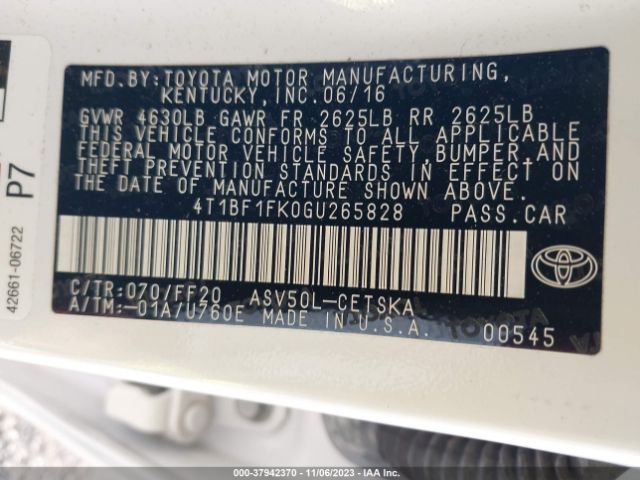 MFD.BY:TOYOTA MOTOR MANUFACTURING,
KENTUCKY,INC.06/16
GVWR 4630LB GAWR FR 2625LB RR 2625LB
THIS VEHICLE CONFORMS TO ALL APPLICABLE
FEDERAL MOTOR VEHICLE SAFETY,BUMPER,AND
THEFT PREVENTION STANDARDS IN EFFECT ON
THE DATE OF MANUFACTURE SHOWN ABOVE.
4T1BF1FK0GU265828 PASS.CAR
C/TR:070/FF20 ASV50L-CETSKA
A/TM:-01A/U760E MADE IN U.S.A. 00545
TOYOTA
P7
42661-06722
000-37942370 | 11/06/2023 - IAA Inc.